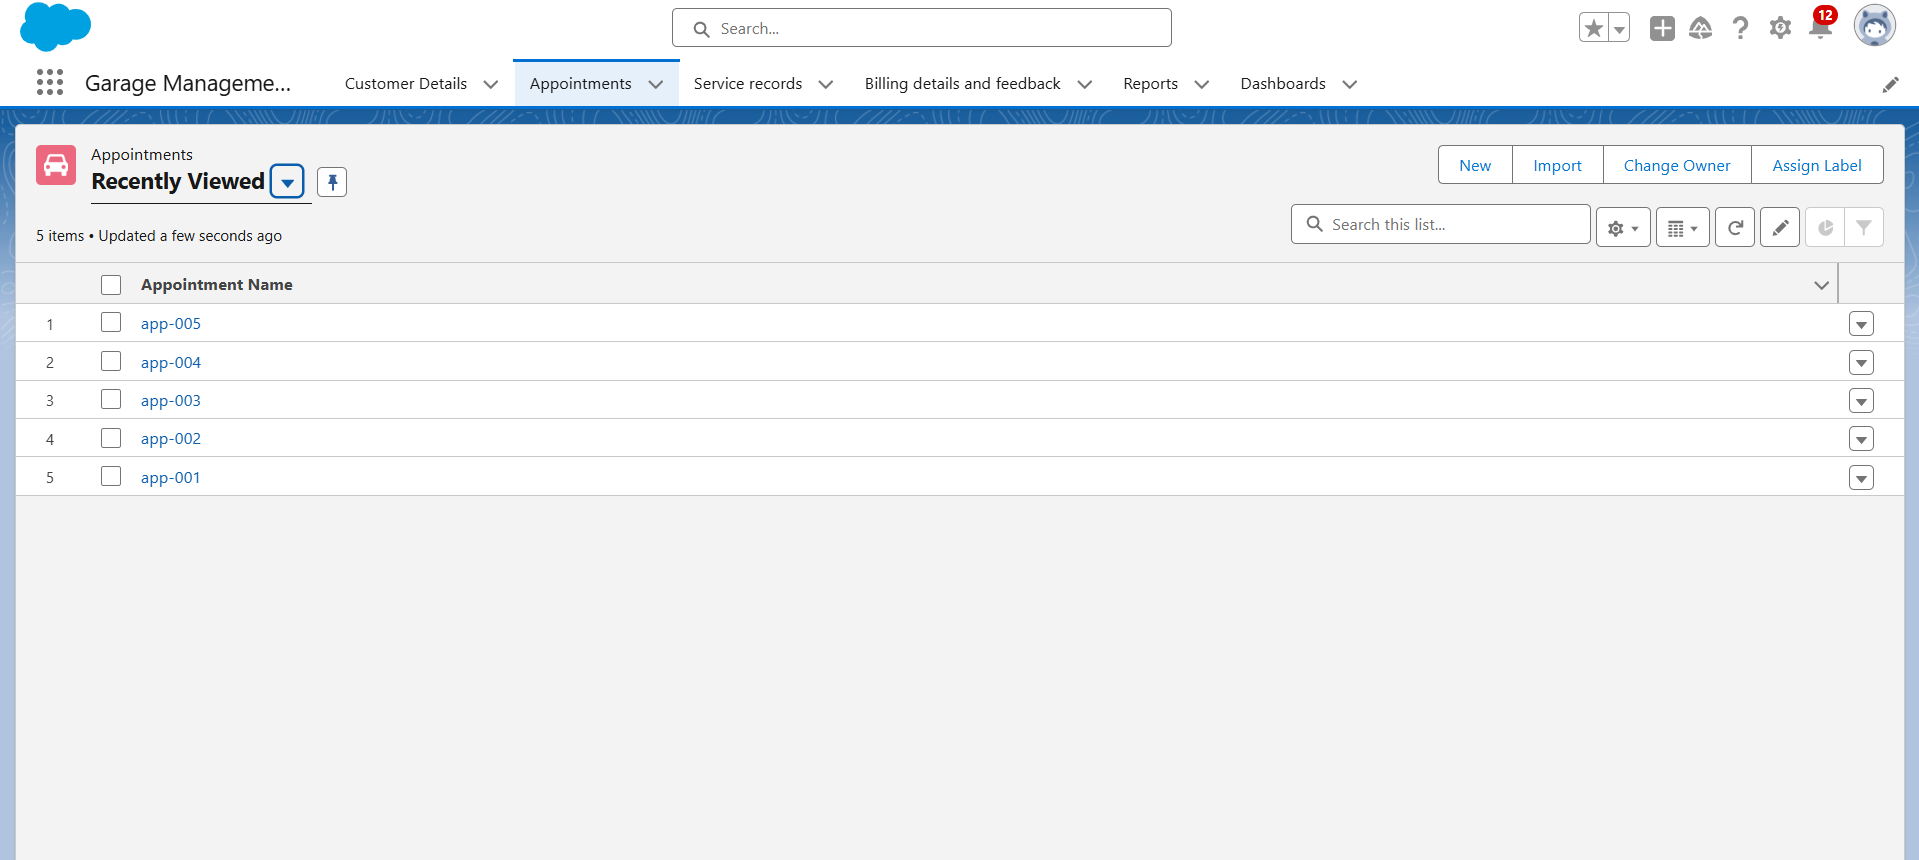 Search...
12
Garage Manageme...
Customer Details
Appointments
Service records
Billing details and feedback
Reports
Dashboards
Appointments
Recently Viewed
New
Import
Change Owner
Assign Label
5 items • Updated a few seconds ago
Search this list...
Appointment Name
1 app-005
2 app-004
3 app-003
4 app-002
5 app-001